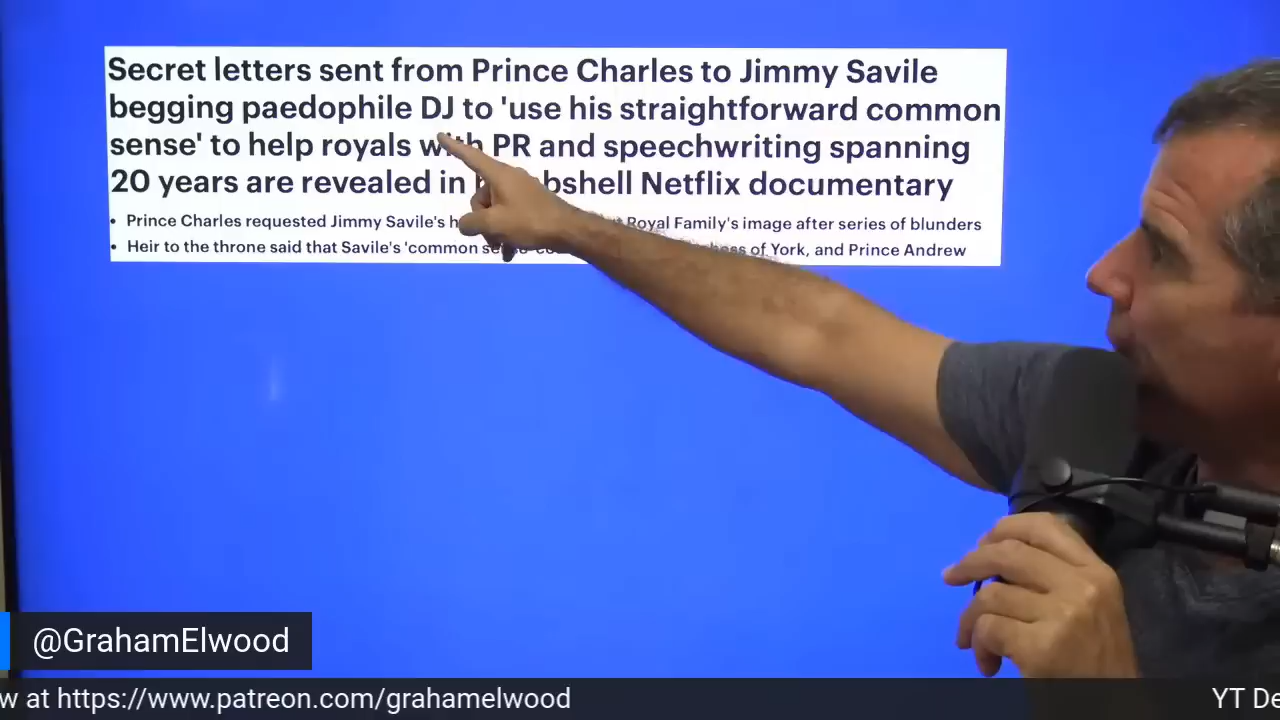 Secret letters sent from Prince Charles to Jimmy Savile
begging paedophile DJ to 'use his straightforward common
sense' to help royals with PR and speechwriting spanning
20 years are revealed in Netflix documentary
• Prince Charles requested Jimmy Savile's Royal Family's image after series of blunders
• Heir to the throne said that Savile's 'common of York, and Prince Andrew
@GrahamElwood
at https://www.patreon.com/grahamelwood
YT